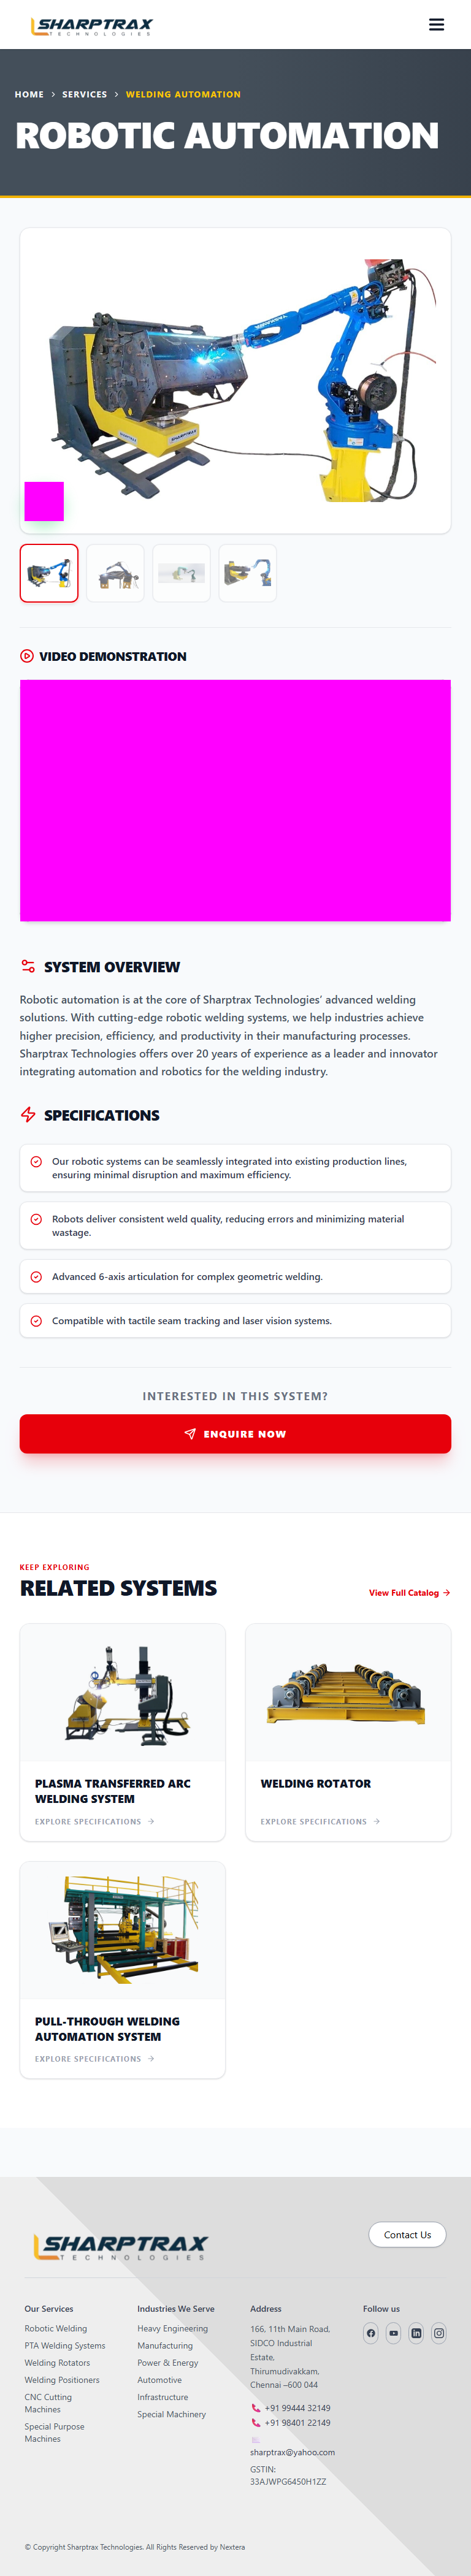 SHARPTRAX
TECHNOLOGIES
HOME > SERVICES > WELDING AUTOMATION
ROBOTIC AUTOMATION
VIDEO DEMONSTRATION
SYSTEM OVERVIEW
Robotic automation is at the core of Sharptrax Technologies' advanced welding
solutions. With cutting-edge robotic welding systems, we help industries achieve
higher precision, efficiency, and productivity in their manufacturing processes.
Sharptrax Technologies offers over 20 years of experience as a leader and innovator
integrating automation and robotics for the welding industry.
SPECIFICATIONS
Our robotic systems can be seamlessly integrated into existing production lines,
ensuring minimal disruption and maximum efficiency.
Robots deliver consistent weld quality, reducing errors and minimizing material
wastage.
Advanced 6-axis articulation for complex geometric welding.
Compatible with tactile seam tracking and laser vision systems.
INTERESTED IN THIS SYSTEM?
ENQUIRE NOW
KEEP EXPLORING
RELATED SYSTEMS
View Full Catalog →
PLASMA TRANSFERRED ARC
WELDING SYSTEM
EXPLORE SPECIFICATIONS →
WELDING ROTATOR
EXPLORE SPECIFICATIONS →
PULL-THROUGH WELDING
AUTOMATION SYSTEM
EXPLORE SPECIFICATIONS →
SHARPTRAX
TECHNOLOGIES
Contact Us
Our Services
Robotic Welding
PTA Welding Systems
Welding Rotators
Welding Positioners
CNC Cutting
Machines
Special Purpose
Machines
Industries We Serve
Heavy Engineering
Manufacturing
Power & Energy
Automotive
Infrastructure
Special Machinery
Address
166, 11th Main Road,
SIDCO Industrial
Estate,
Thirumudivakkam,
Chennai –600 044
+91 99444 32149
+91 98401 22149
sharptrax@yahoo.com
GSTIN:
33AJWPG6450H1ZZ
Follow us
© Copyright Sharptrax Technologies. All Rights Reserved by Nextera